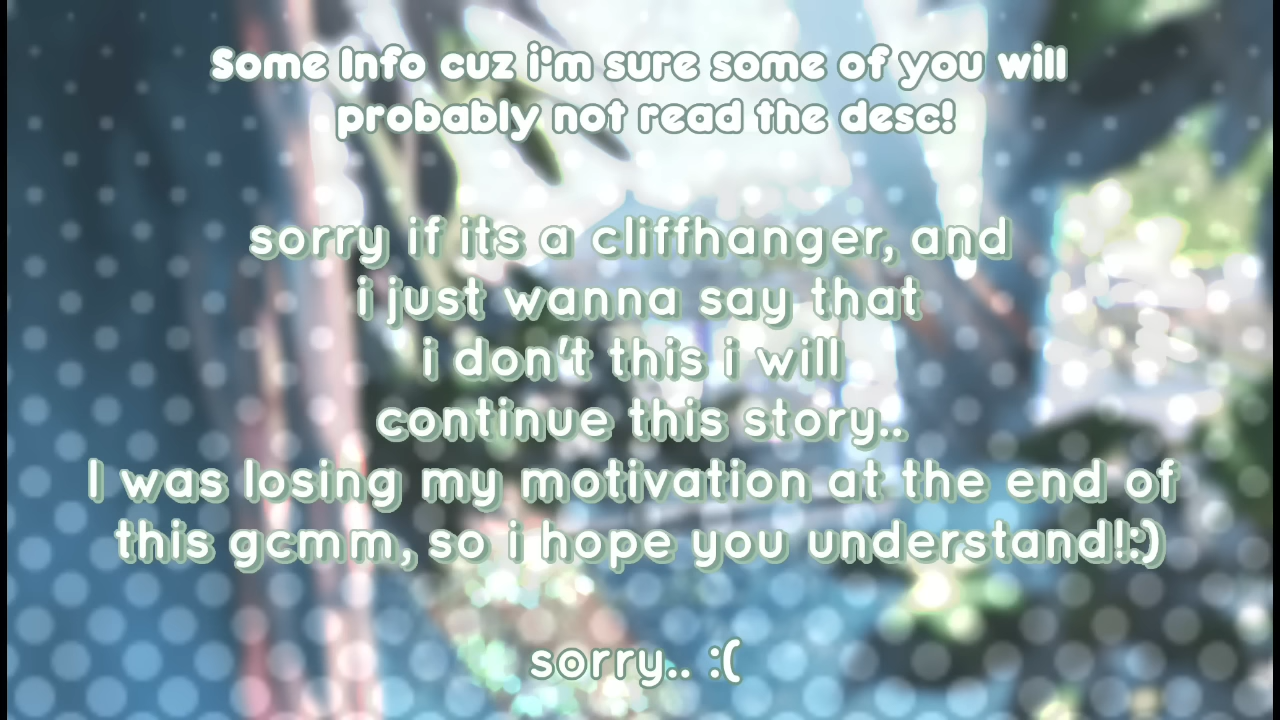 Some Info cuz i'm sure some of you will
probably not read the desc!
sorry if its a cliffhanger, and
i just wanna say that
i don't this i will
continue this story..
I was losing my motivation at the end of
this gcmm, so i hope you understand!:)
sorry.. :(